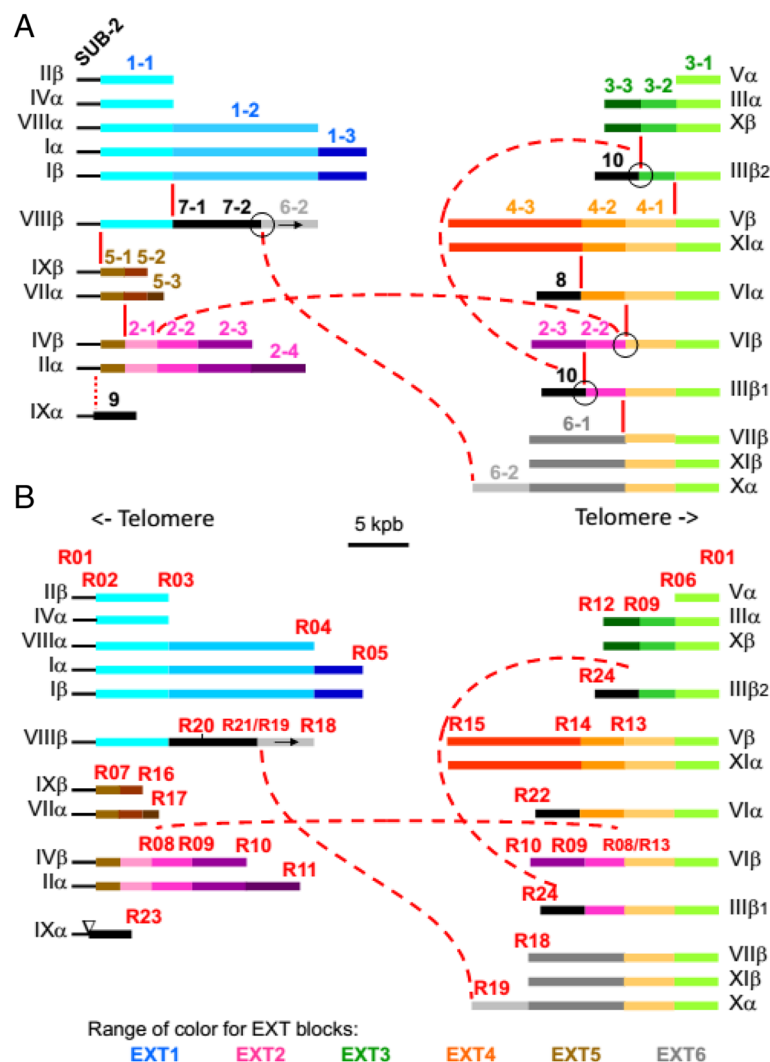 A
SUB-2
1-1
3-1
IIβ
Vα
IVα
3-3 3-2
IIIα
VIIIα
1-2
Xβ
Iα
1-3
Iβ
10
IIIβ2
7-1 7-2 6-2
4-3 4-2 4-1
VIIIβ
Vβ
XIα
IXβ
5-1 5-2
VIIα
5-3
8
VIα
IVβ
2-1 2-2 2-3
2-3 2-2
VIβ
IIα
2-4
10
IIIβ1
IXα
9
6-1
VIIβ
XIβ
6-2
Xα
B
<- Telomere
5 kpb
Telomere ->
R01
R01
R02
R03
R06
IIβ
Vα
IVα
R12 R09
IIIα
VIIIα
R04
Xβ
Iα
R05
Iβ
R24
IIIβ2
VIIIβ
R20 R21/R19 R18
R15 R14 R13
Vβ
XIα
IXβ
R07 R16
VIIα
R17
R22
VIα
IVβ
R08 R09 R10
R10 R09 R08/R13
VIβ
IIα
R11
R24
IIIβ1
IXα
R23
R18
VIIβ
XIβ
R19
Xα
Range of color for EXT blocks:
EXT1 EXT2 EXT3 EXT4 EXT5 EXT6